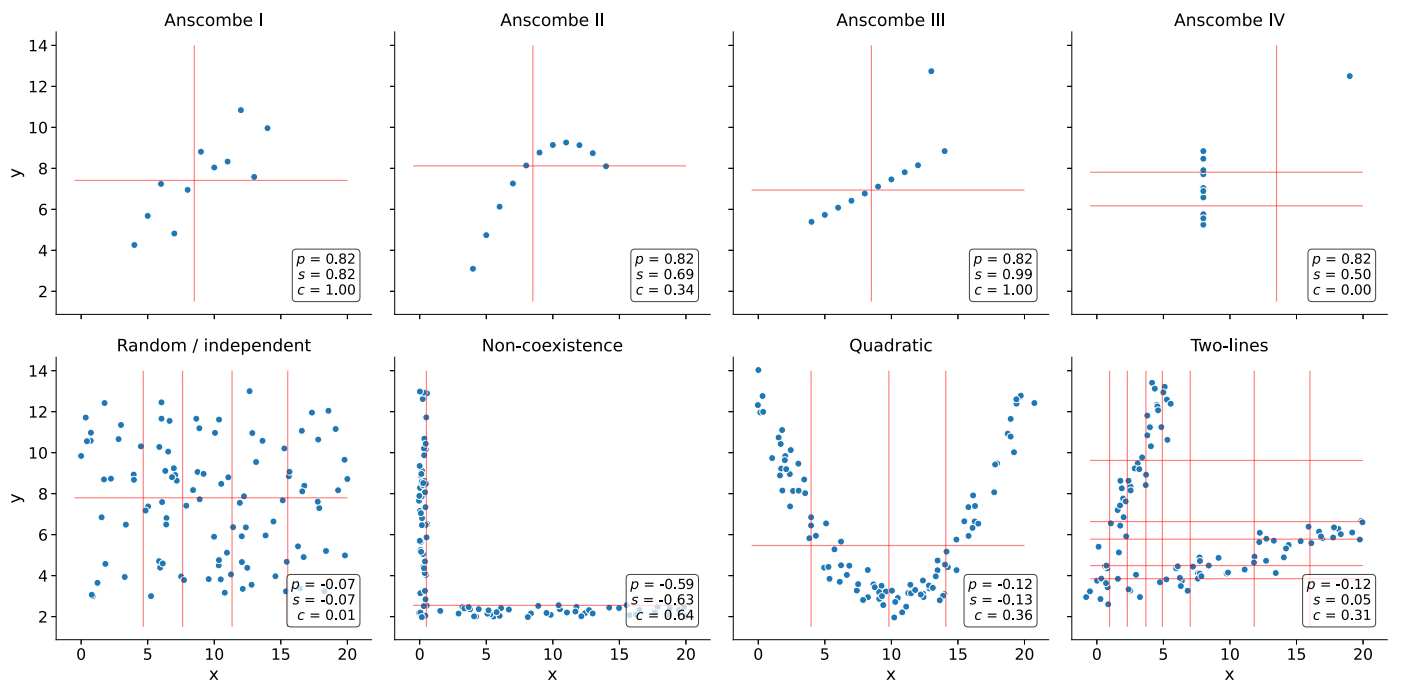 Anscombe I
Anscombe II
Anscombe III
Anscombe IV
y
14
12
10
8
6
4
2
p = 0.82
s = 0.82
c = 1.00
p = 0.82
s = 0.69
c = 0.34
p = 0.82
s = 0.99
c = 1.00
p = 0.82
s = 0.50
c = 0.00
Random / independent
Non-coexistence
Quadratic
Two-lines
y
14
12
10
8
6
4
2
p = -0.07
s = -0.07
c = 0.01
p = -0.59
s = -0.63
c = 0.64
p = -0.12
s = -0.13
c = 0.36
p = -0.12
s = 0.05
c = 0.31
0 5 10 15 20
0 5 10 15 20
0 5 10 15 20
0 5 10 15 20
x
x
x
x